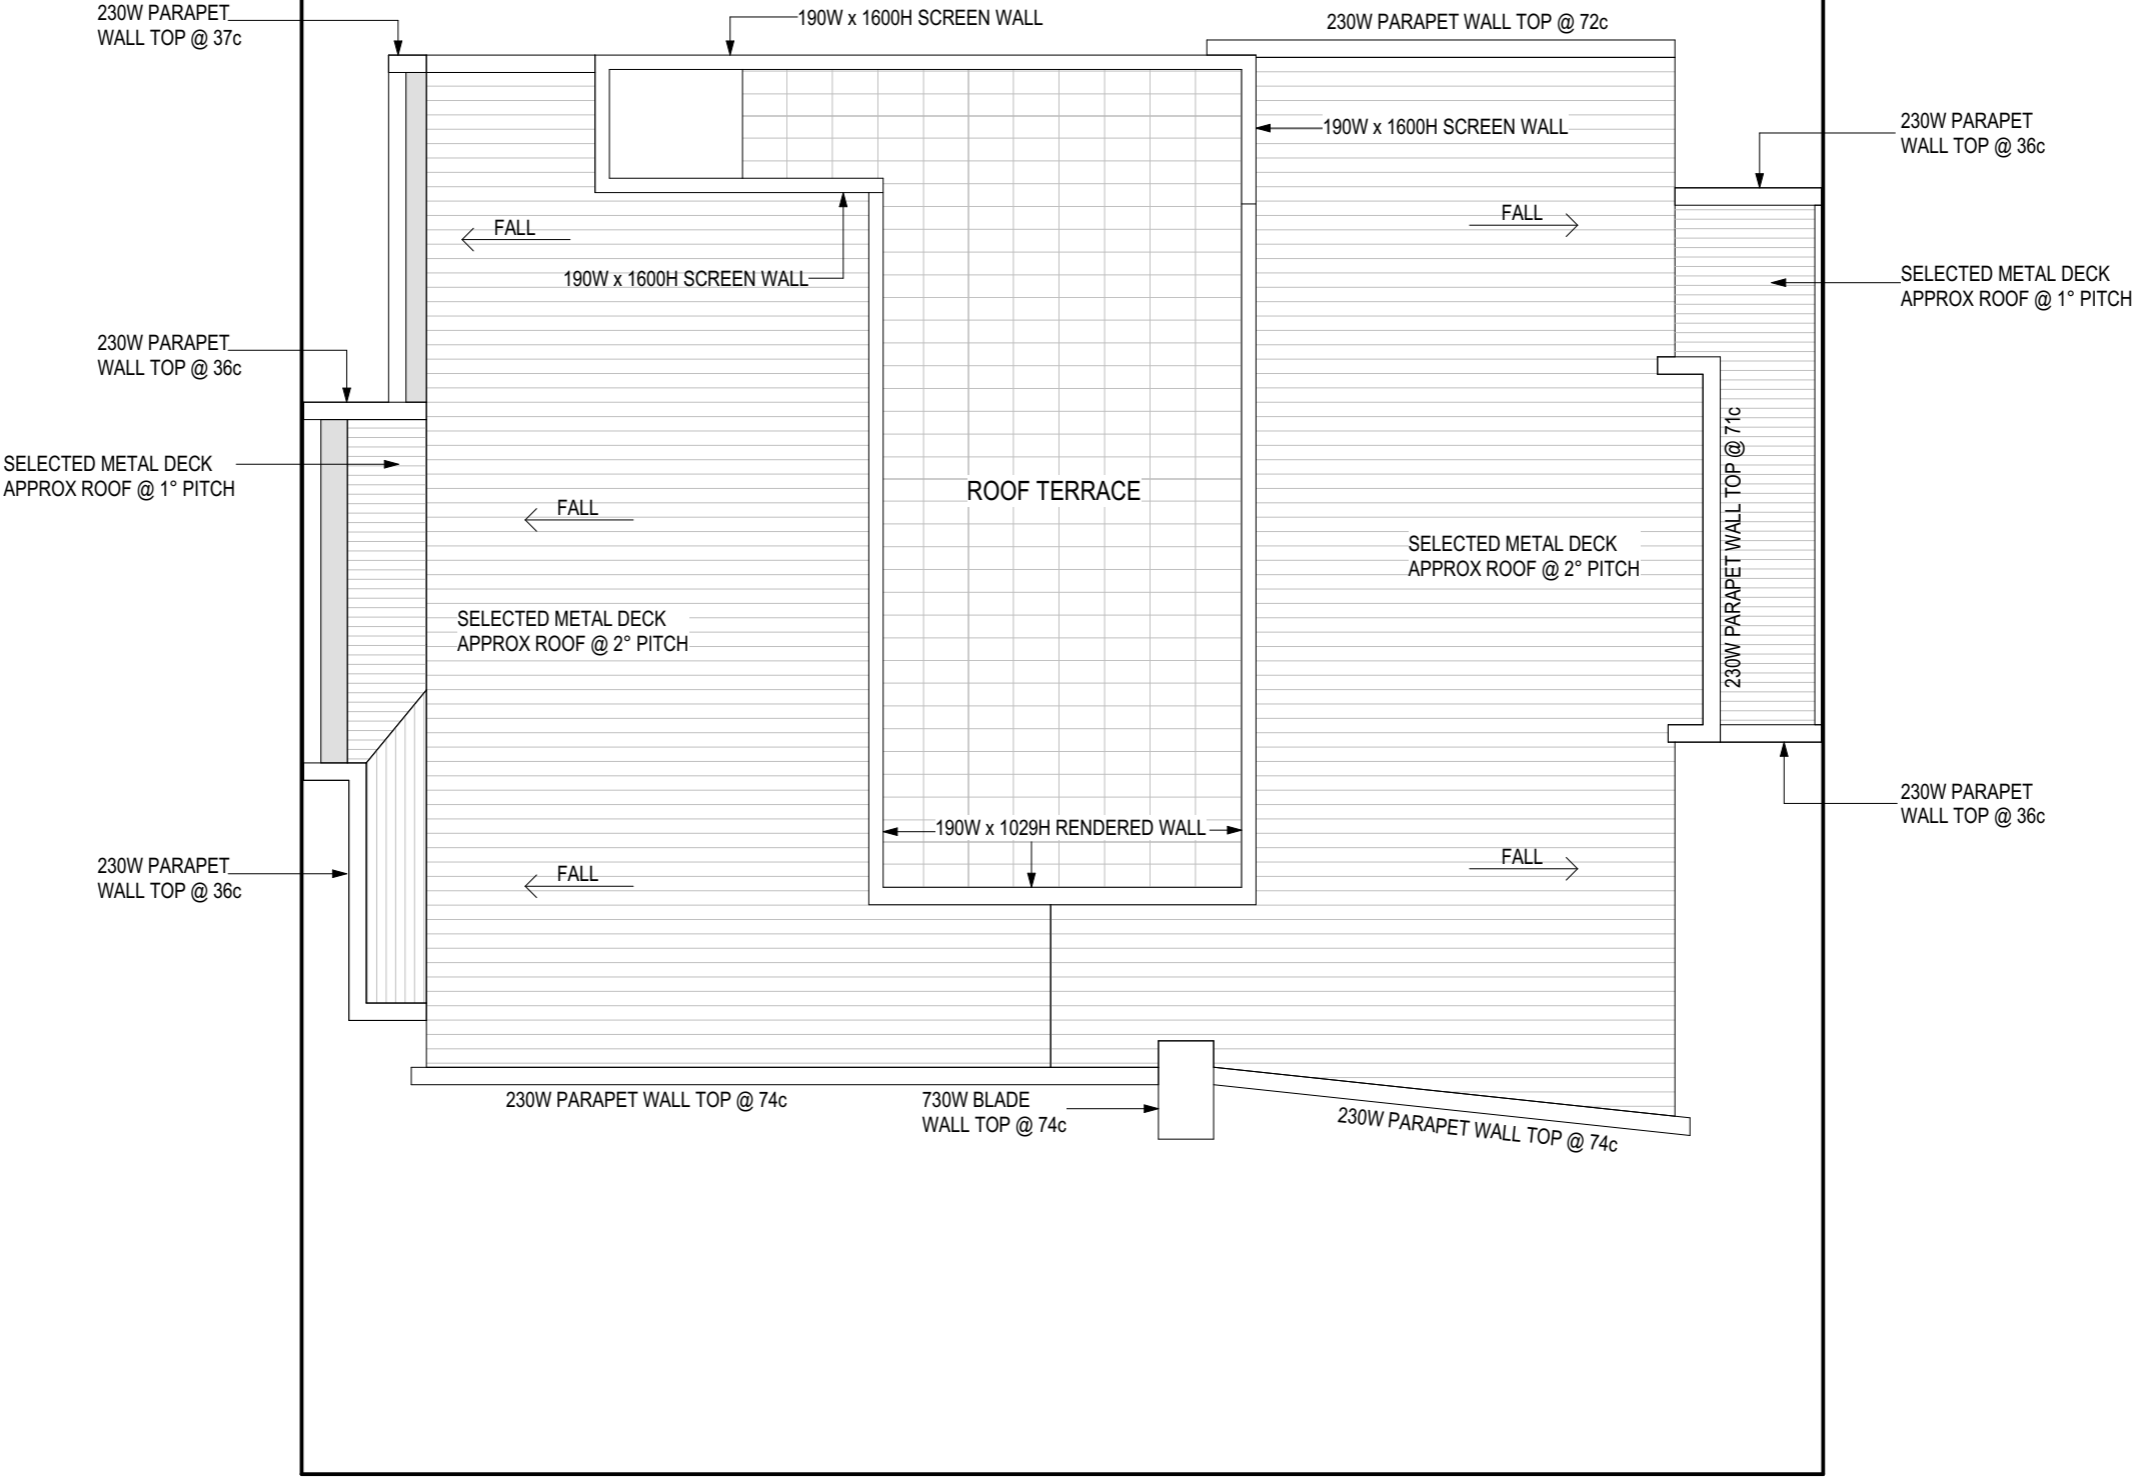 230W PARAPET
WALL TOP @ 37c
190W x 1600H SCREEN WALL
230W PARAPET WALL TOP @ 72c
190W x 1600H SCREEN WALL
230W PARAPET
WALL TOP @ 36c
FALL
FALL
190W x 1600H SCREEN WALL
SELECTED METAL DECK
APPROX ROOF @ 1° PITCH
230W PARAPET
WALL TOP @ 36c
SELECTED METAL DECK
APPROX ROOF @ 1° PITCH
ROOF TERRACE
FALL
230W PARAPET WALL TOP @ 71c
SELECTED METAL DECK
APPROX ROOF @ 2° PITCH
SELECTED METAL DECK
APPROX ROOF @ 2° PITCH
230W PARAPET
WALL TOP @ 36c
190W x 1029H RENDERED WALL
230W PARAPET
WALL TOP @ 36c
FALL
FALL
230W PARAPET WALL TOP @ 74c
730W BLADE
WALL TOP @ 74c
230W PARAPET WALL TOP @ 74c